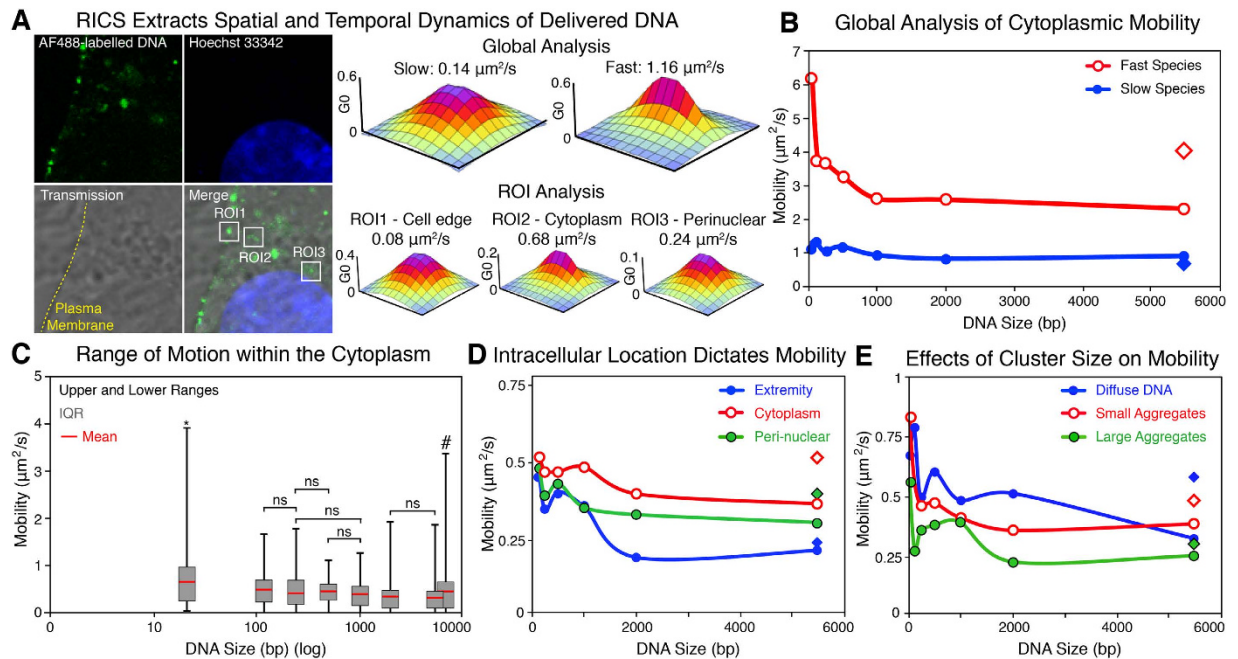 A RICS Extracts Spatial and Temporal Dynamics of Delivered DNA
AF488-labelled DNA
Hoechst 33342
Transmission
Plasma
Membrane
Merge
ROI1
ROI2
ROI3
Global Analysis
Slow: 0.14 µm²/s
Fast: 1.16 µm²/s
0.6
G0
0
0.6
G0
0
ROI Analysis
ROI1 - Cell edge
0.08 µm²/s
ROI2 - Cytoplasm
0.68 µm²/s
ROI3 - Perinuclear
0.24 µm²/s
0.4
G0
0
0.2
G0
0
0.1
G0
0
B Global Analysis of Cytoplasmic Mobility
Fast Species
Slow Species
Mobility (µm²/s)
7
6
5
4
3
2
1
0
0 1000 2000 3000 4000 5000 6000
DNA Size (bp)
C Range of Motion within the Cytoplasm
Upper and Lower Ranges
IQR
Mean
* #
ns
ns
ns
ns
Mobility (µm²/s)
5
4
3
2
1
0
0 10 100 1000 10000
DNA Size (bp) (log)
D Intracellular Location Dictates Mobility
Extremity
Cytoplasm
Peri-nuclear
Mobility (µm²/s)
0.75
0.5
0.25
0
0 2000 4000 6000
DNA Size (bp)
E Effects of Cluster Size on Mobility
Diffuse DNA
Small Aggregates
Large Aggregates
Mobility (µm²/s)
1
0.75
0.5
0.25
0
0 2000 4000 6000
DNA Size (bp)